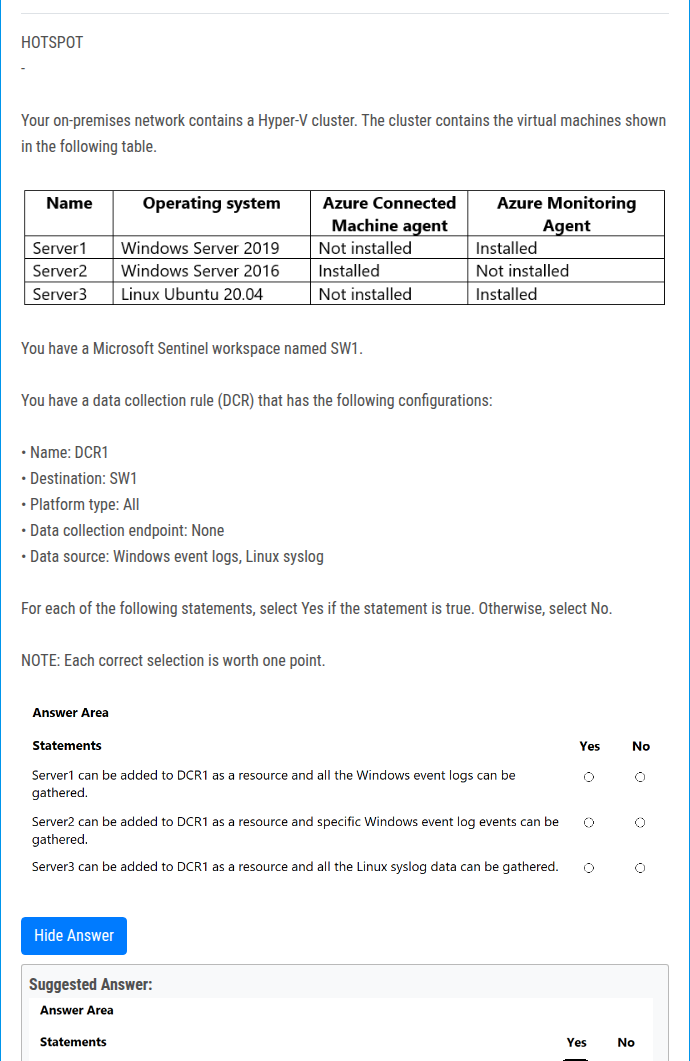 HOTSPOT
-
Your on-premises network contains a Hyper-V cluster. The cluster contains the virtual machines shown
in the following table.
Name Operating system Azure Connected Machine agent Azure Monitoring Agent
Server1 Windows Server 2019 Not installed Installed
Server2 Windows Server 2016 Installed Not installed
Server3 Linux Ubuntu 20.04 Not installed Installed
You have a Microsoft Sentinel workspace named SW1.
You have a data collection rule (DCR) that has the following configurations:
• Name: DCR1
• Destination: SW1
• Platform type: All
• Data collection endpoint: None
• Data source: Windows event logs, Linux syslog
For each of the following statements, select Yes if the statement is true. Otherwise, select No.
NOTE: Each correct selection is worth one point.
Answer Area
Statements Yes No
Server1 can be added to DCR1 as a resource and all the Windows event logs can be
gathered.
Server2 can be added to DCR1 as a resource and specific Windows event log events can be
gathered.
Server3 can be added to DCR1 as a resource and all the Linux syslog data can be gathered.
Hide Answer
Suggested Answer:
Answer Area
Statements Yes No